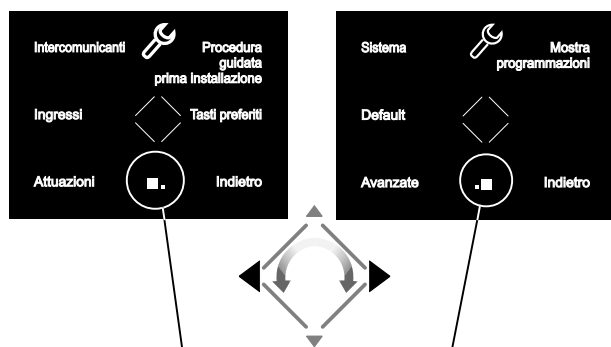 Intercomunicanti
Procedura
guidata
prima installazione
Ingressi
Tasti preferiti
Attuazioni
Indietro
Sistema
Mostra
programmazioni
Default
Avanzate
Indietro